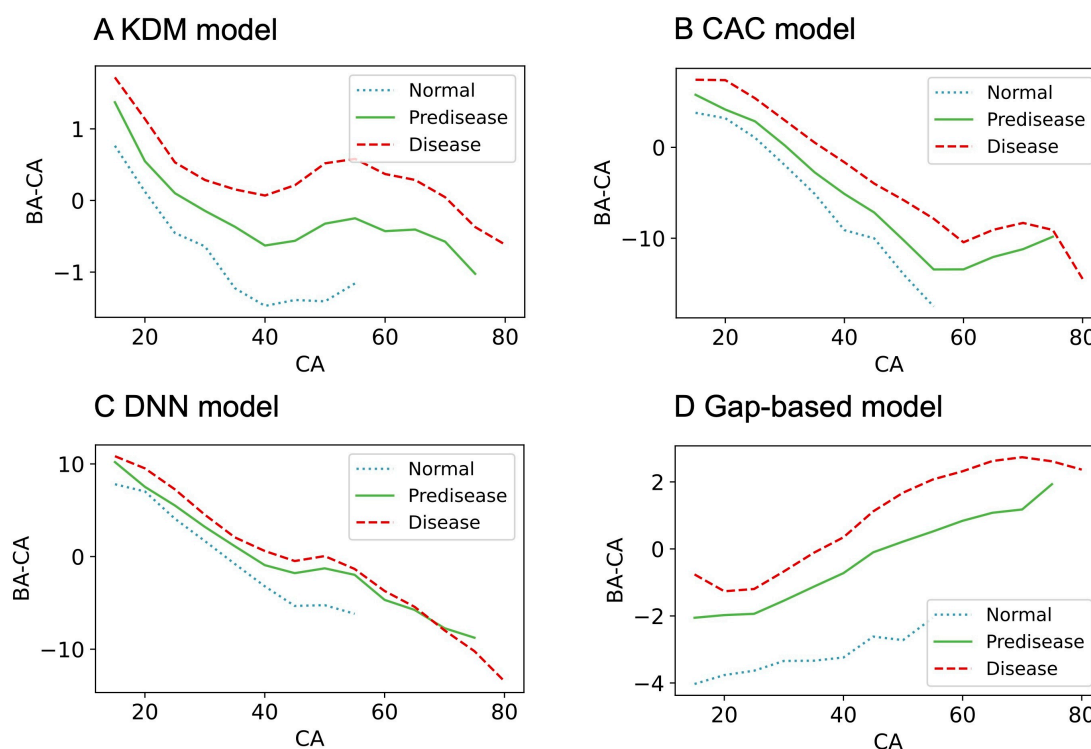 A KDM model
1
0
−1
BA-CA
20
40
60
80
CA
Normal
Predisease
Disease
B CAC model
0
−10
BA-CA
20
40
60
80
CA
Normal
Predisease
Disease
C DNN model
10
0
−10
BA-CA
20
40
60
80
CA
Normal
Predisease
Disease
D Gap-based model
2
0
−2
−4
BA-CA
20
40
60
80
CA
Normal
Predisease
Disease